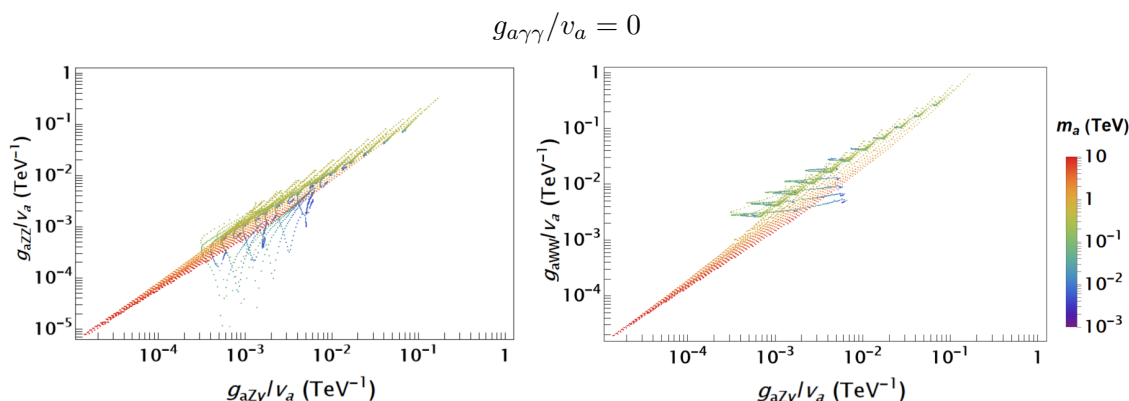 g_{aγγ}/v_a = 0
g_{aZZ}/v_a (TeV⁻¹)
1
10⁻¹
10⁻²
10⁻³
10⁻⁴
10⁻⁵
10⁻⁴ 10⁻³ 10⁻² 10⁻¹ 1
g_{aZγ}/v_a (TeV⁻¹)
g_{aWW}/v_a (TeV⁻¹)
1
10⁻¹
10⁻²
10⁻³
10⁻⁴
10⁻⁴ 10⁻³ 10⁻² 10⁻¹ 1
g_{aZγ}/v_a (TeV⁻¹)
m_a (TeV)
10
1
10⁻¹
10⁻²
10⁻³